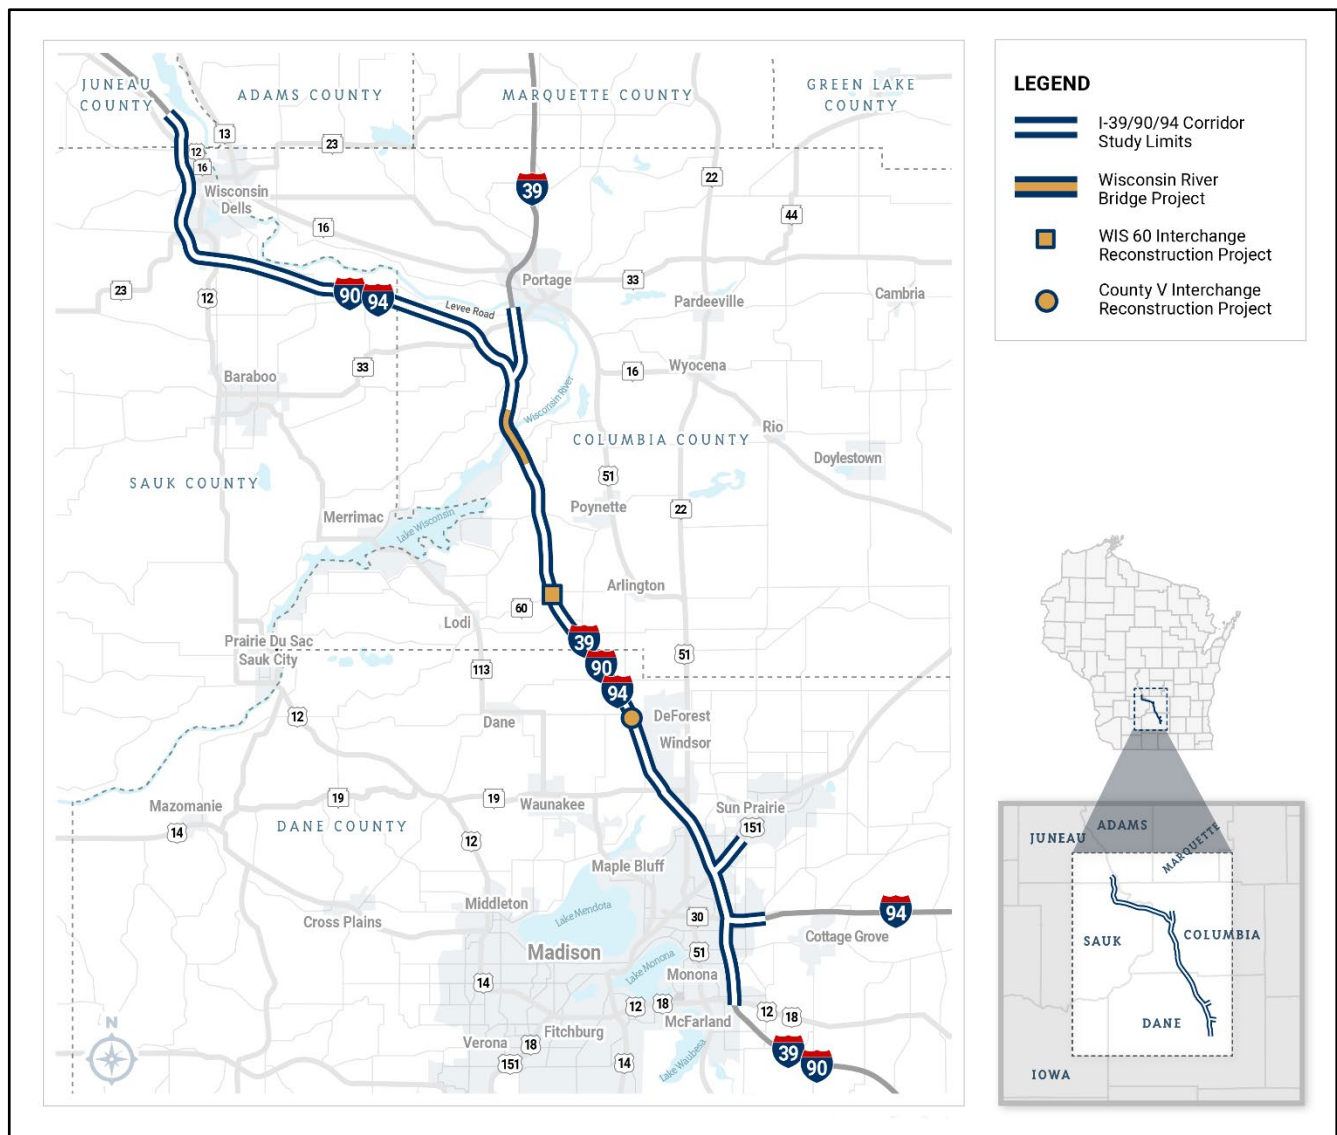 JUNEAU
COUNTY
ADAMS COUNTY
MARQUETTE COUNTY
GREEN LAKE
COUNTY
13
12
16
23
Wisconsin
Dells
39
22
44
16
23
12
90
94
Levee Road
Portage
33
Pardeeville
Cambria
Baraboo
33
16
Wyocena
Wisconsin River
COLUMBIA COUNTY
Rio
Doylestown
SAUK COUNTY
51
Merrimac
Lake Wisconsin
Poynette
22
Arlington
60
Lodi
39
90
94
Prairie Du Sac
Sauk City
113
51
12
Dane
DeForest
Windsor
Mazomanie
14
19
DANE COUNTY
19
Waunakee
Sun Prairie
151
12
Maple Bluff
Cross Plains
Middleton
Lake Mendota
Madison
30
94
Cottage Grove
51
Lake Monona
Monona
14
12
18
McFarland
12
18
Fitchburg
Verona
18
151
14
Lake Waubesa
39
90
N
LEGEND
I-39/90/94 Corridor
Study Limits
Wisconsin River
Bridge Project
WIS 60 Interchange
Reconstruction Project
County V Interchange
Reconstruction Project
JUNEAU
ADAMS
MARQUETTE
SAUK
COLUMBIA
DANE
IOWA